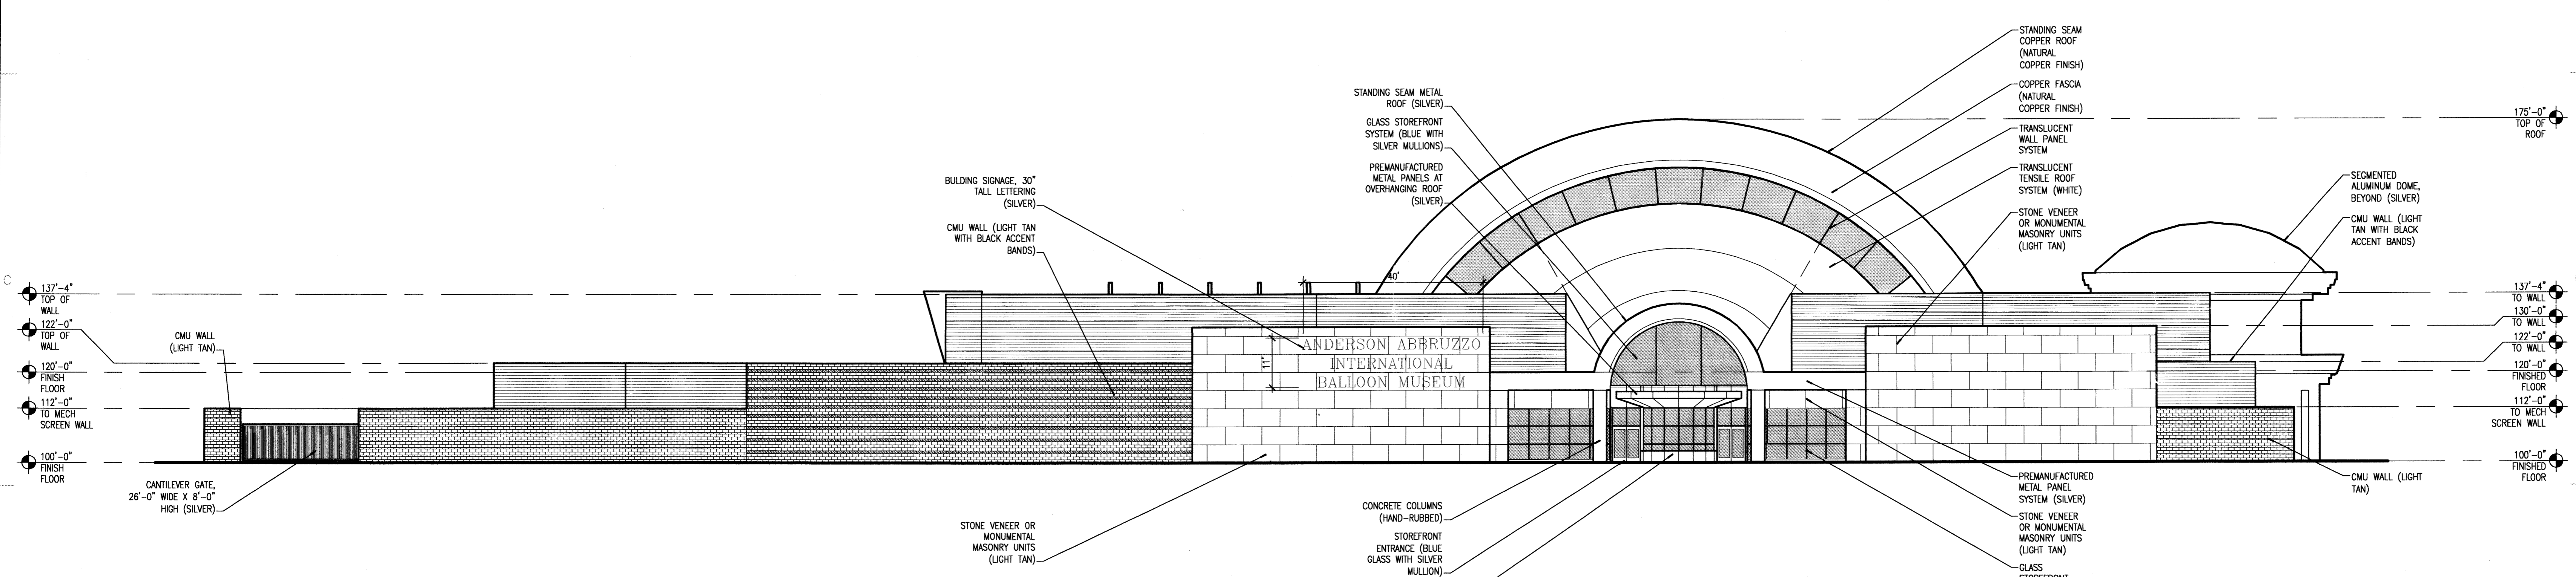 STANDING SEAM
COPPER ROOF
(NATURAL
COPPER FINISH)
COPPER FASCIA
(NATURAL
COPPER FINISH)
TRANSLUCENT
WALL PANEL
SYSTEM
TRANSLUCENT
TENSILE ROOF
SYSTEM (WHITE)
STONE VENEER
OR MONUMENTAL
MASONRY UNITS
(LIGHT TAN)
STANDING SEAM METAL
ROOF (SILVER)
GLASS STOREFRONT
SYSTEM (BLUE WITH
SILVER MULLIONS)
PREMANUFACTURED
METAL PANELS AT
OVERHANGING ROOF
(SILVER)
BULDING SIGNAGE, 30"
TALL LETTERING
(SILVER)
CMU WALL (LIGHT TAN
WITH BLACK ACCENT
BANDS)
SEGMENTED
ALUMINUM DOME,
BEYOND (SILVER)
CMU WALL (LIGHT
TAN WITH BLACK
ACCENT BANDS)
175'-0"
TOP OF
ROOF
C
137'-4"
TOP OF
WALL
122'-0"
TOP OF
WALL
120'-0"
FINISH
FLOOR
112'-0"
TO MECH
SCREEN WALL
100'-0"
FINISH
FLOOR
CMU WALL
(LIGHT TAN)
CANTILEVER GATE,
26'-0" WIDE X 8'-0"
HIGH (SILVER)
40'
11'
ANDERSON ABBRUZZO
INTERNATIONAL
BALLOON MUSEUM
137'-4"
TO WALL
130'-0"
TO WALL
122'-0"
TO WALL
120'-0"
FINISHED
FLOOR
112'-0"
TO MECH
SCREEN WALL
100'-0"
FINISHED
FLOOR
STONE VENEER OR
MONUMENTAL
MASONRY UNITS
(LIGHT TAN)
CONCRETE COLUMNS
(HAND-RUBBED)
STOREFRONT
ENTRANCE (BLUE
GLASS WITH SILVER
MULLION)
PREMANUFACTURED
METAL PANEL
SYSTEM (SILVER)
STONE VENEER
OR MONUMENTAL
MASONRY UNITS
(LIGHT TAN)
GLASS
STOREFRONT
CMU WALL (LIGHT
TAN)